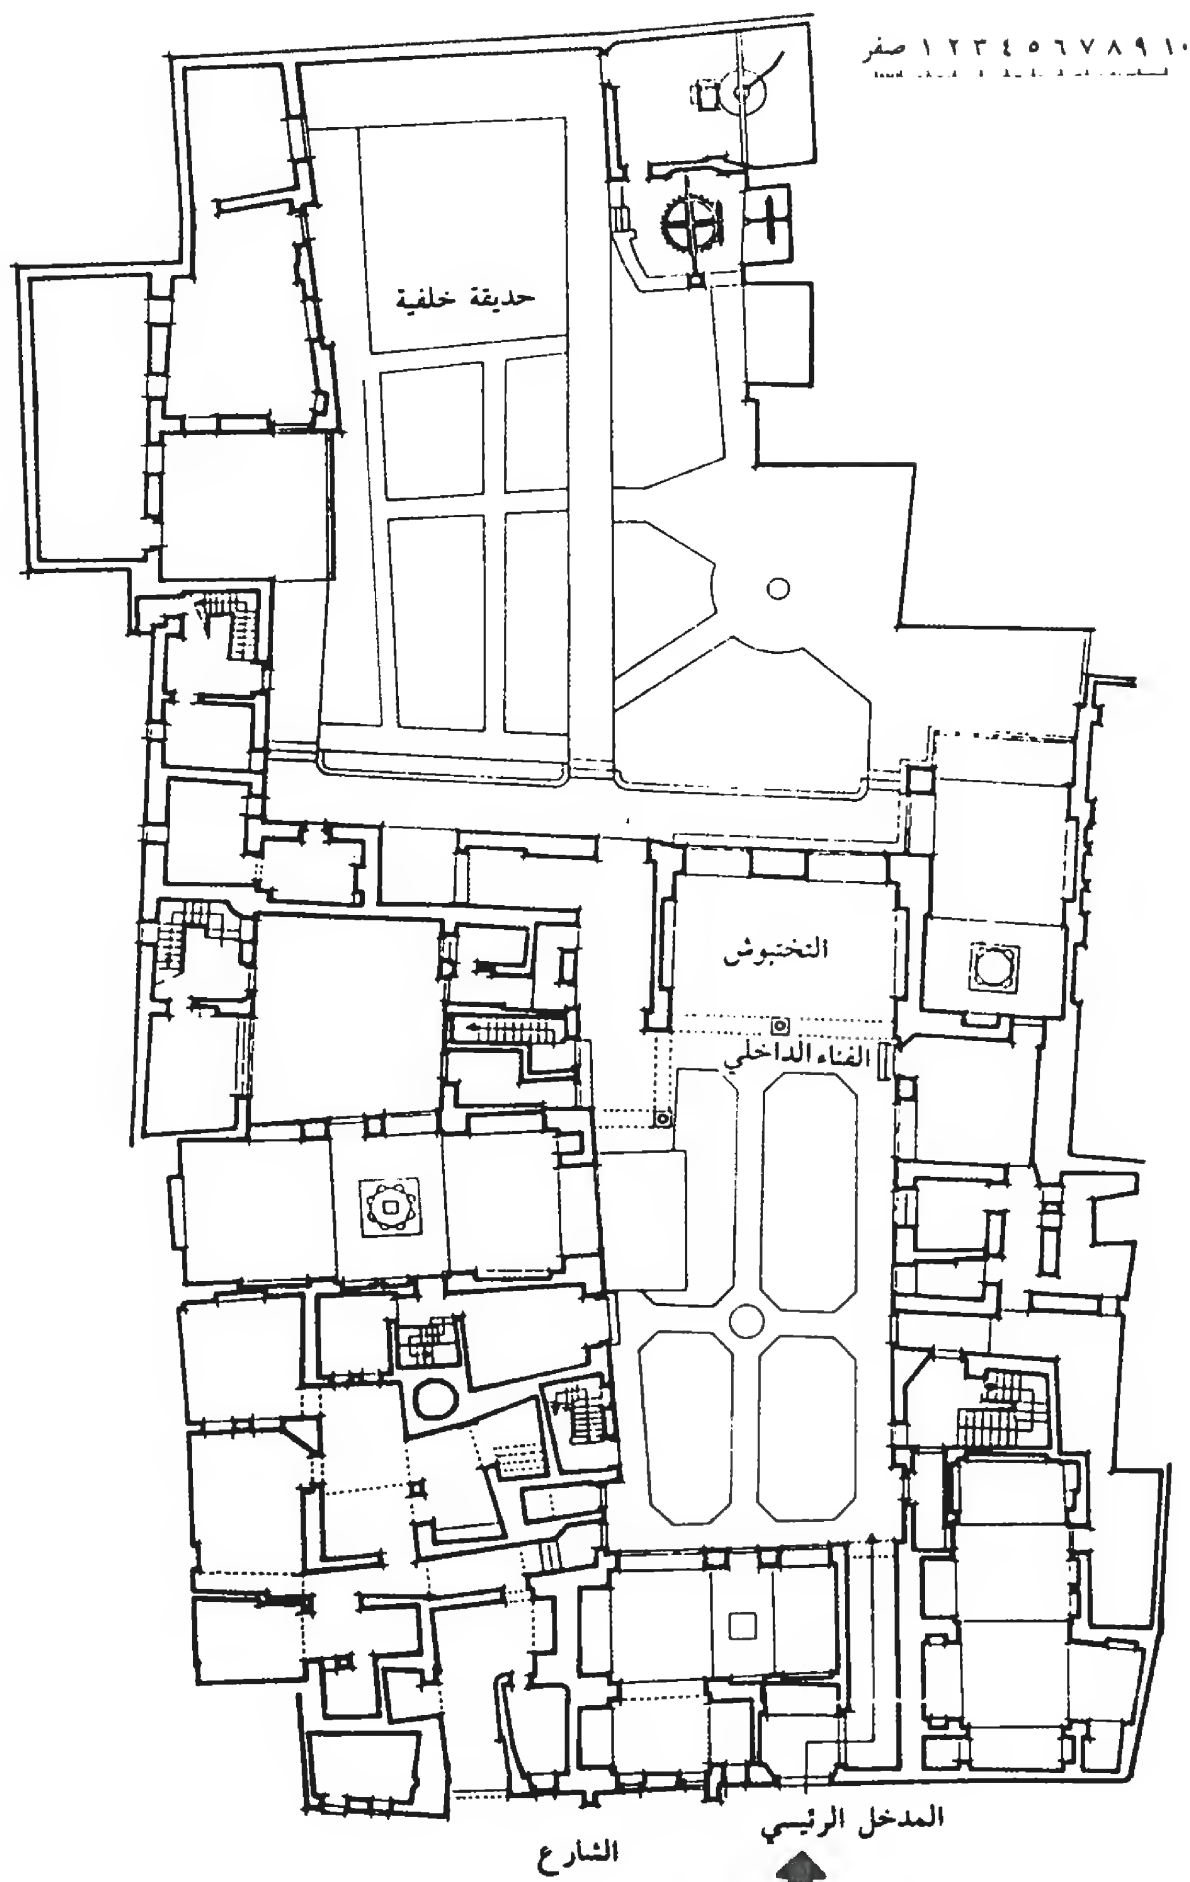 صفر ١ ٢ ٣ ٤ ٥ ٦ ٧ ٨ ٩ ١٠
حديقة خلفية
التختبوش
الفناء الداخلي
المدخل الرئيسي
الشارع